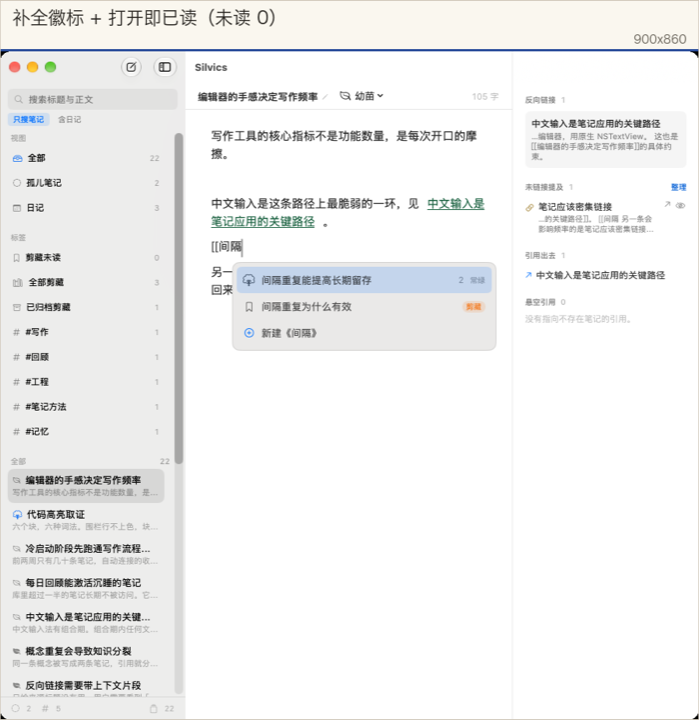 补全徽标 + 打开即已读（未读 0）
900x860
搜索标题与正文
只搜笔记 含日记
视图
全部 22
孤儿笔记 2
日记 3
标签
剪藏未读 0
全部剪藏 3
已归档剪藏 1
# #写作 1
# #回顾 1
# #工程 1
# #笔记方法 1
# #记忆 1
全部 22
编辑器的手感决定写作频率
写作工具的核心指标不是功能数量，是...
代码高亮取证
六个块，六种词法。围栏行不上色，块...
冷启动阶段先跑通写作流程...
前两周只有几十条笔记，自动连接的收...
每日回顾能激活沉睡的笔记
库里超过一半的笔记长期不被访问。它...
中文输入是笔记应用的关键...
中文输入法有组合期。组合期内任何文...
概念重复会导致知识分裂
同一条概念被写成两条笔记，引用就分...
反向链接需要带上下文片段
2 # 5 22
Silvics
编辑器的手感决定写作频率 幼苗 105 字
写作工具的核心指标不是功能数量，是每次开口的摩
擦。
中文输入是这条路径上最脆弱的一环，见 中文输入是
笔记应用的关键路径 。
[[间隔
另一
回来
间隔重复能提高长期留存 2 常绿
间隔重复为什么有效 剪藏
新建《间隔》
反向链接 1
中文输入是笔记应用的关键路径
...编辑器，用原生 NSTextView。 这也是
[[编辑器的手感决定写作频率]]的具体约
束。
未链接提及 1 整理
笔记应该密集链接
...的关键路径]]。 [[间隔 另一条会
影响频率的是笔记应该密集链接...
引用出去 1
中文输入是笔记应用的关键路径
悬空引用 0
没有指向不存在笔记的引用。